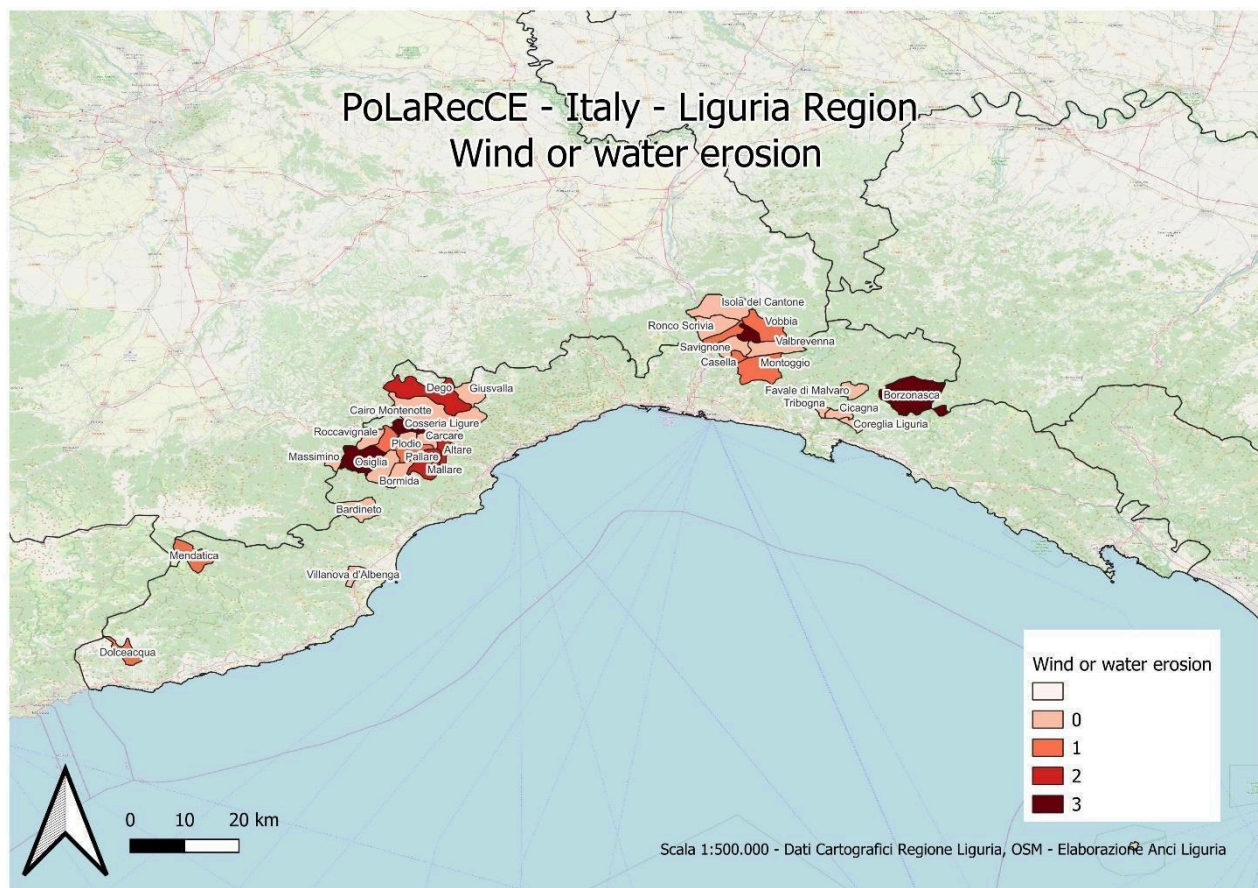 PoLaRecCE - Italy - Liguria Region
Wind or water erosion
Isola del Cantone
Ronco Scrivia
Vobbia
Savignone
Valbrevenna
Casella
Montoggio
Dego
Giusvalla
Favale di Malvaro
Borzonasca
Tribogna
Cicagna
Cairo Montenotte
Cosseria Ligure
Coreglia Liguria
Roccavignale
Carcare
Plodio
Altare
Massimino
Osiglia
Pallare
Mallare
Bormida
Bardineto
Mendatica
Villanova d'Albenga
Dolceacqua
Wind or water erosion
0
1
2
3
0 10 20 km
Scala 1:500.000 - Dati Cartografici Regione Liguria, OSM - Elaborazione Anci Liguria